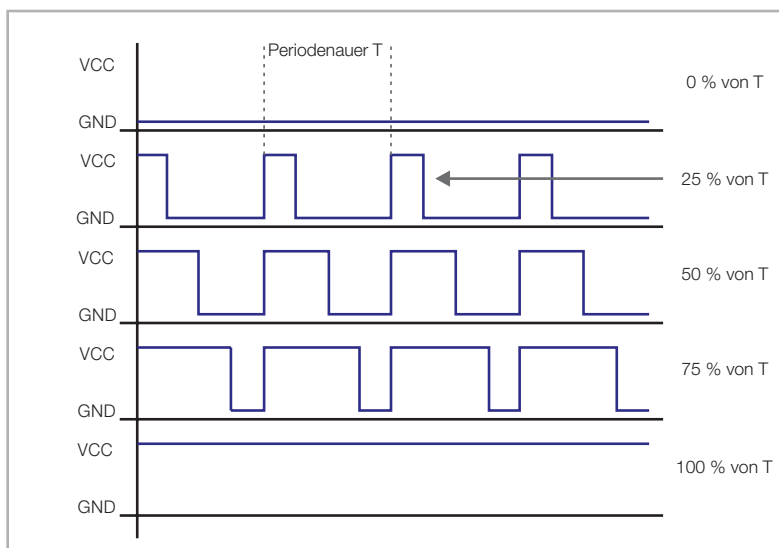 Periodenauer T
VCC
0 % von T
GND
VCC
25 % von T
GND
VCC
50 % von T
GND
VCC
75 % von T
GND
VCC
100 % von T
GND